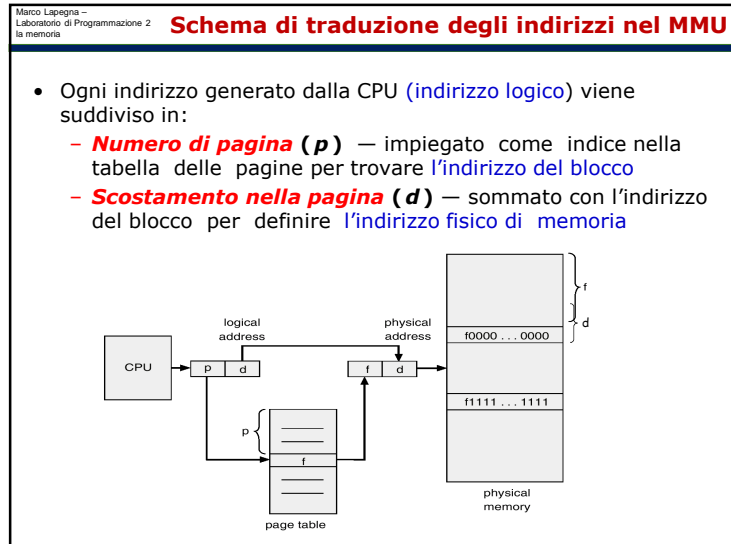 Marco Lapegna –
Laboratorio di Programmazione 2
la memoria
Schema di traduzione degli indirizzi nel MMU
• Ogni indirizzo generato dalla CPU (indirizzo logico) viene
suddiviso in:
– Numero di pagina (p) — impiegato come indice nella
tabella delle pagine per trovare l’indirizzo del blocco
– Scostamento nella pagina (d) — sommato con l’indirizzo
del blocco per definire l’indirizzo fisico di memoria
logical
address
physical
address
CPU
p d
f d
f
d
f0000 . . . 0000
f1111 . . . 1111
p
f
page table
physical
memory